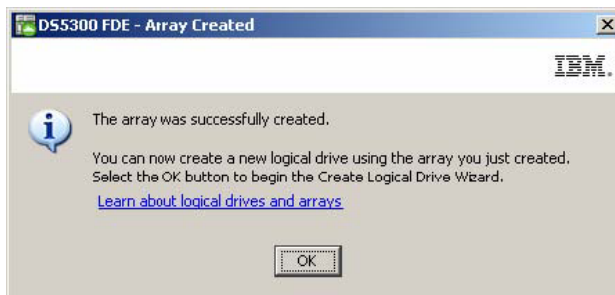 DS5300 FDE - Array Created
IBM.
The array was successfully created.
You can now create a new logical drive using the array you just created.
Select the OK button to begin the Create Logical Drive Wizard.
Learn about logical drives and arrays
OK